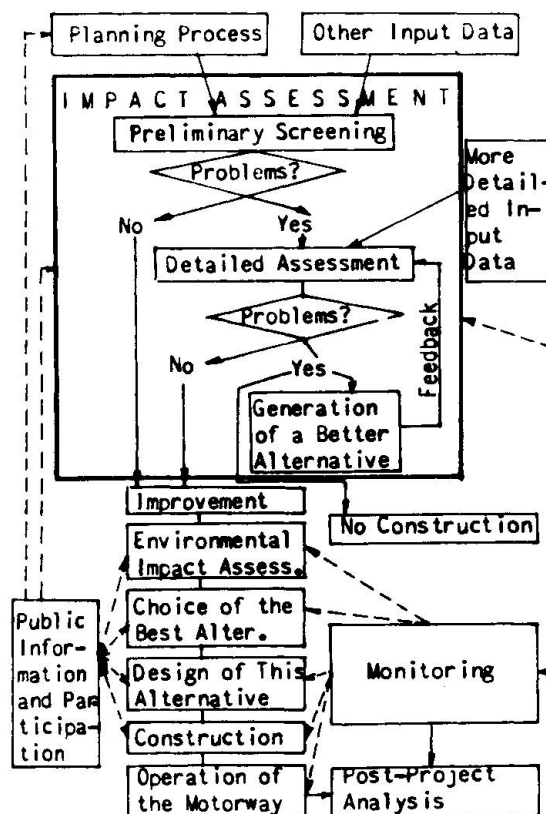 Planning Process
Other Input Data
IMPACT ASSESSMENT
Preliminary Screening
Problems?
More
Detail-
ed In-
put
Data
No
Yes
Detailed Assessment
Problems?
Feedback
No
Yes
Generation
of a Better
Alternative
Improvement
No Construction
Environmental
Impact Assess.
Choice of the
Best Alter.
Public
Infor-
mation
and Par
ticipa-
tion
Design of This
Alternative
Monitoring
Construction
Operation of
the Motorway
Post-Project
Analysis